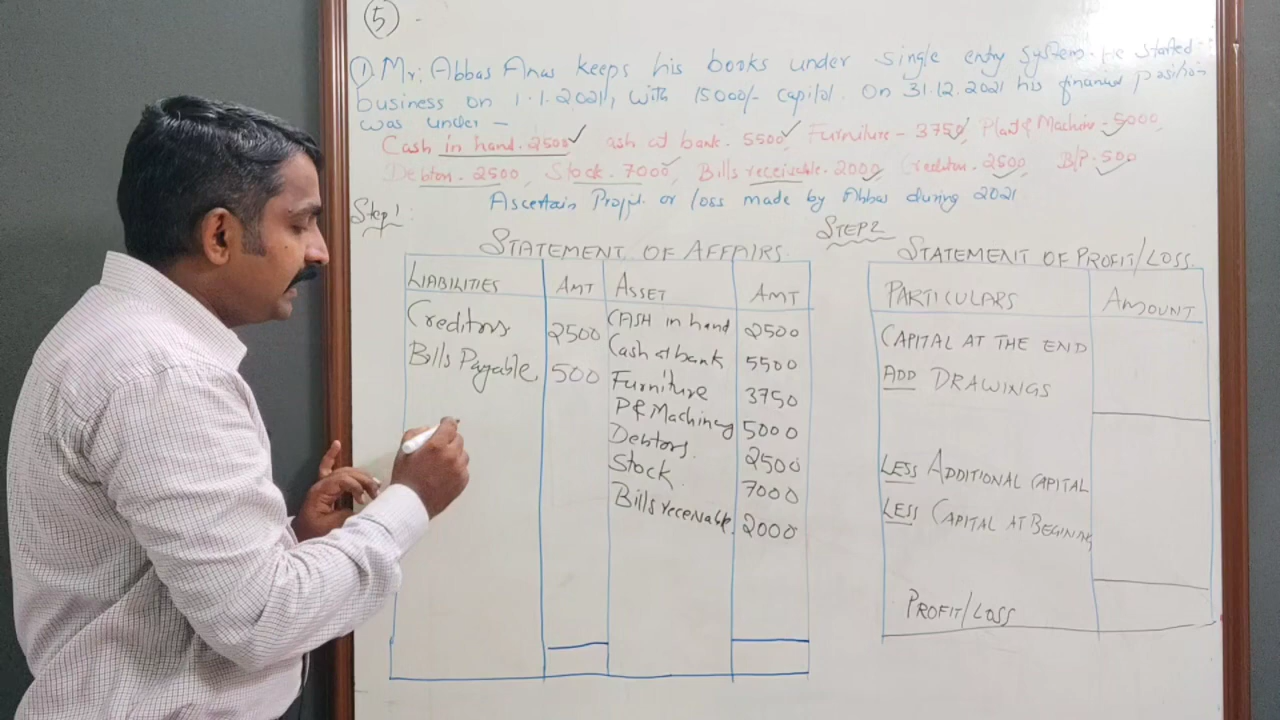 (5)
(1) Mr: Abbas Anas keeps his books under single entry system. He started
business on 1.1.2021, with 15000/- capital. On 31.12.2021 his financial position
was under –
Cash in hand. 2500 ash at bank. 5500 Furniture - 3750 Plant & Machin - 5000
Debtors. 2500, Stock. 7000, Bills receivable. 2000 Creditors. 2500 B/P. 500
Ascertain Profit or loss made by Abbas during 2021
Step 1:
STATEMENT OF AFFAIRS.
LIABILITIES AMT ASSET AMT
Creditors 2500 CASH in hand 2500
Bills Payable, 500 Cash at bank 5500
Furniture 3750
P & Machinery 5000
Debtors. 2500
Stock 7000
Bills receivable. 2000
STEP 2
STATEMENT OF PROFIT/LOSS.
PARTICULARS AMOUNT
CAPITAL AT THE END
ADD DRAWINGS
LESS ADDITIONAL CAPITAL
LESS CAPITAL AT BEGINING
PROFIT/LOSS